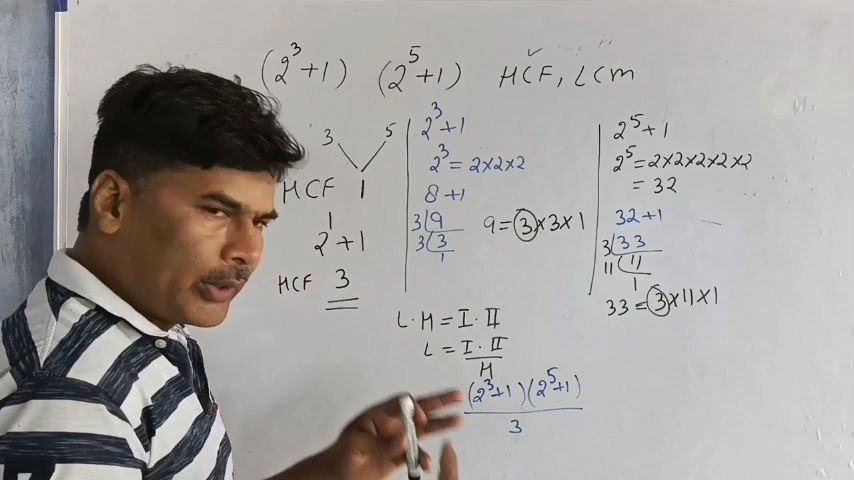 (2³+1) (2⁵+1) HCF, LCm
3 5
HCF 1
2¹+1
HCF 3
2³+1
2³ = 2×2×2
8+1
3|9
3|3
1
9 = 3×3×1
2⁵+1
2⁵ = 2×2×2×2×2
= 32
32+1
3|33
11|11
1
33 = 3×11×1
L·H = I·II
L = I·II
H
(2³+1)(2⁵+1)
3